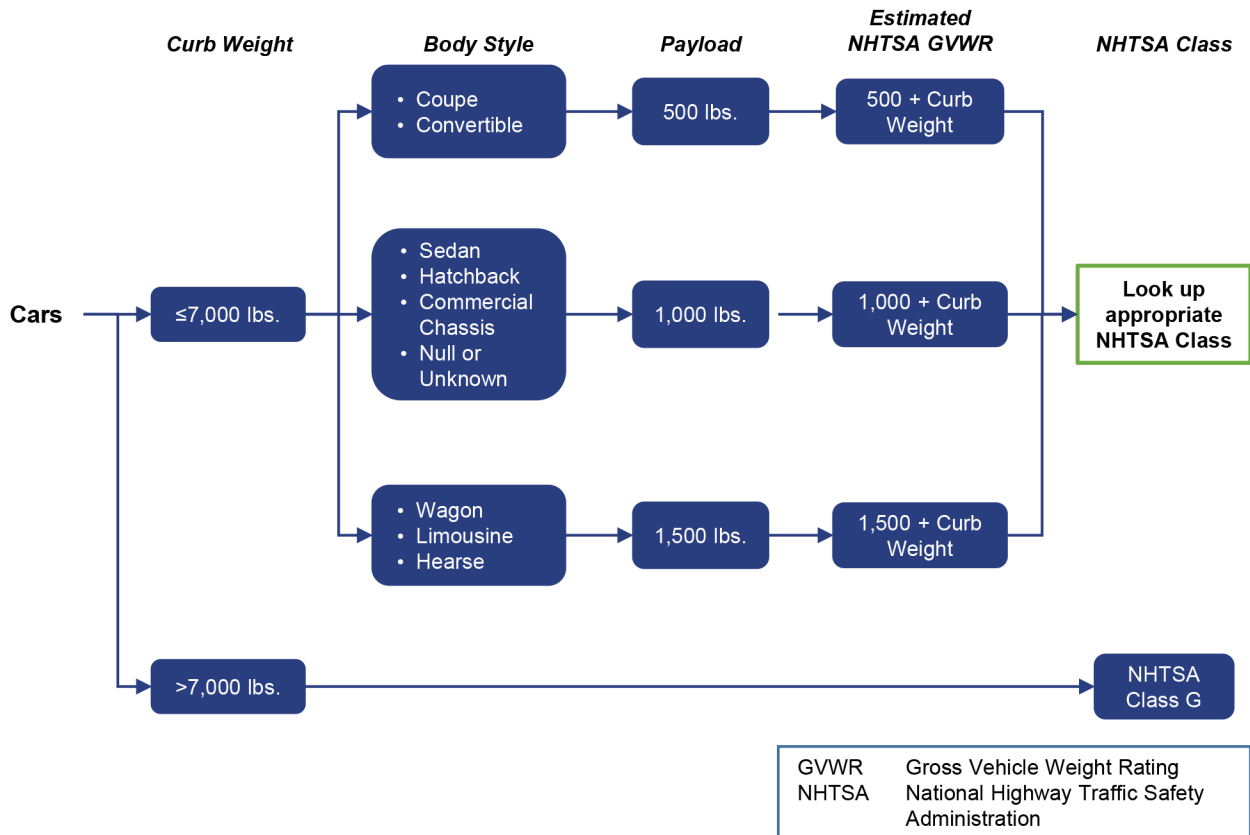 Curb Weight
Body Style
Payload
Estimated
NHTSA GVWR
NHTSA Class
• Coupe
• Convertible
500 lbs.
500 + Curb
Weight
Cars
≤7,000 lbs.
• Sedan
• Hatchback
• Commercial
Chassis
• Null or
Unknown
1,000 lbs.
1,000 + Curb
Weight
Look up
appropriate
NHTSA Class
• Wagon
• Limousine
• Hearse
1,500 lbs.
1,500 + Curb
Weight
>7,000 lbs.
NHTSA
Class G
GVWR Gross Vehicle Weight Rating
NHTSA National Highway Traffic Safety
Administration